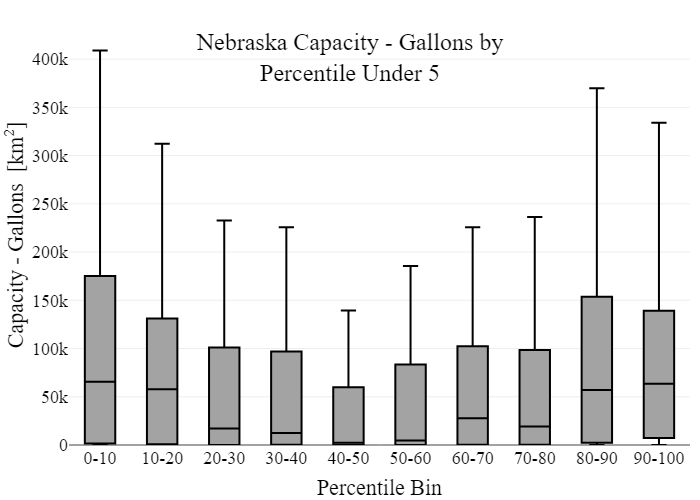 Nebraska Capacity - Gallons by
Percentile Under 5
Capacity - Gallons [km²]
400k
350k
300k
250k
200k
150k
100k
50k
0
0-10 10-20 20-30 30-40 40-50 50-60 60-70 70-80 80-90 90-100
Percentile Bin